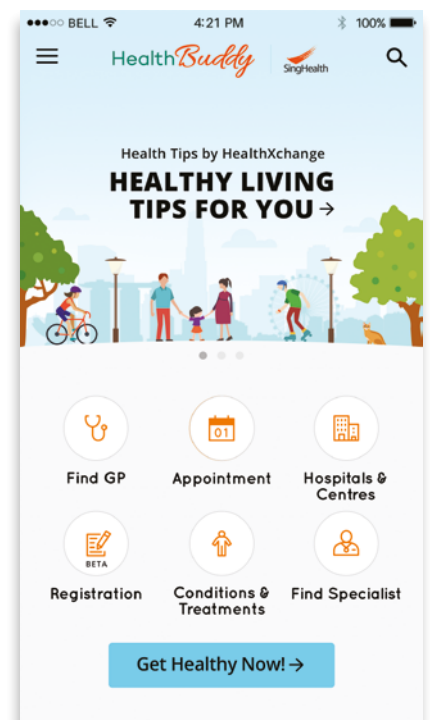 ●●●○○ BELL 4:21 PM 100%
HealthBuddy SingHealth
Health Tips by HealthXchange
HEALTHY LIVING
TIPS FOR YOU →
01
Find GP Appointment Hospitals &
Centres
BETA
Registration Conditions & Find Specialist
Treatments
Get Healthy Now! →